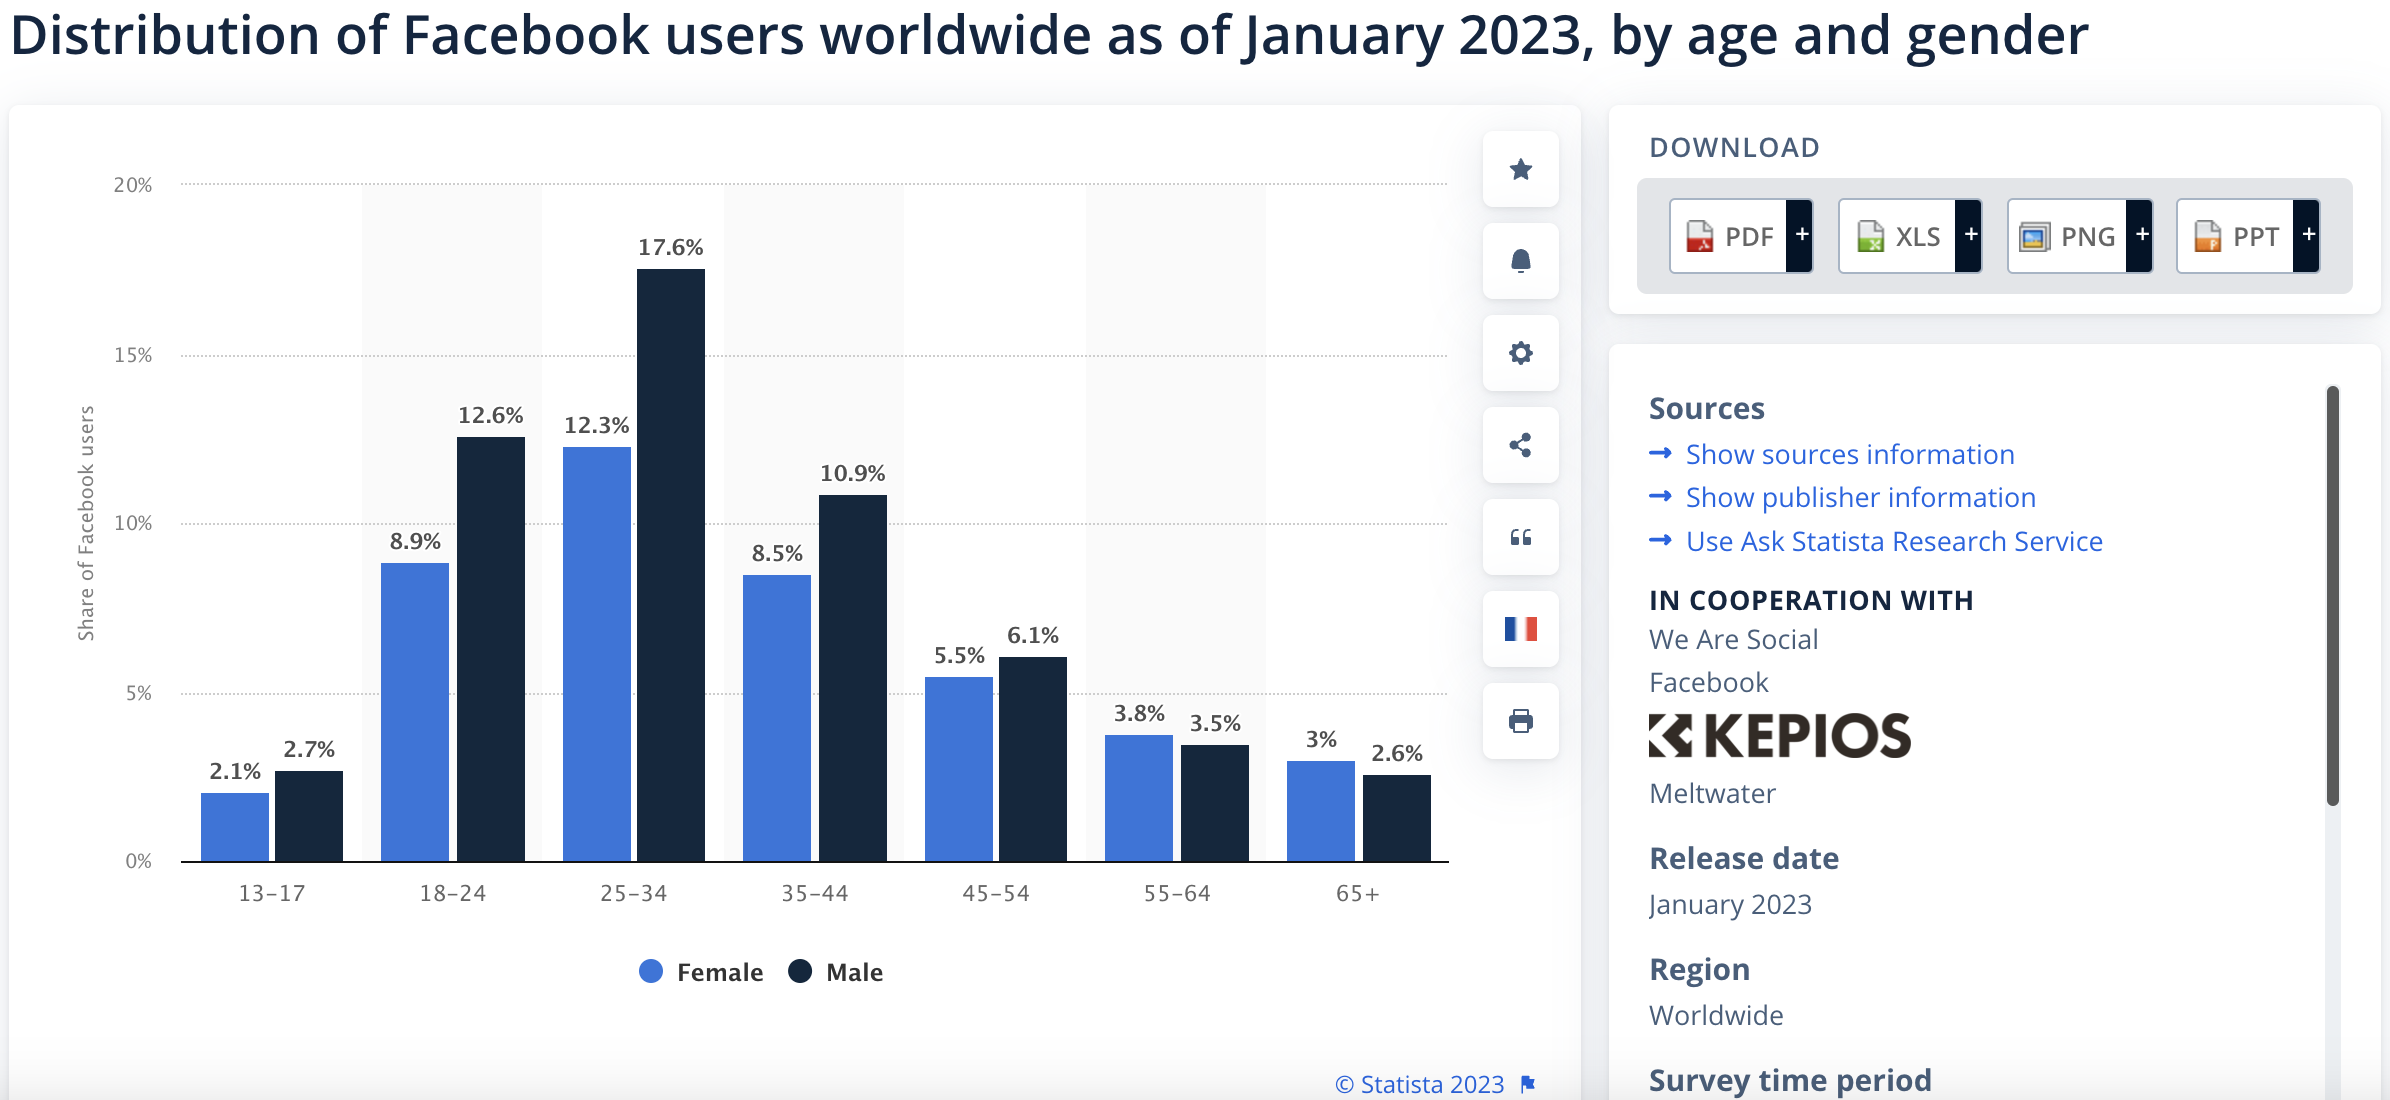 Distribution of Facebook users worldwide as of January 2023, by age and gender
20%
15%
10%
5%
0%
Share of Facebook users
2.1%
2.7%
8.9%
12.6%
12.3%
17.6%
8.5%
10.9%
5.5%
6.1%
3.8%
3.5%
3%
2.6%
13–17
18–24
25–34
35–44
45–54
55–64
65+
Female
Male
© Statista 2023
DOWNLOAD
PDF +
XLS +
PNG +
PPT +
Sources
Show sources information
Show publisher information
Use Ask Statista Research Service
IN COOPERATION WITH
We Are Social
Facebook
KEPIOS
Meltwater
Release date
January 2023
Region
Worldwide
Survey time period